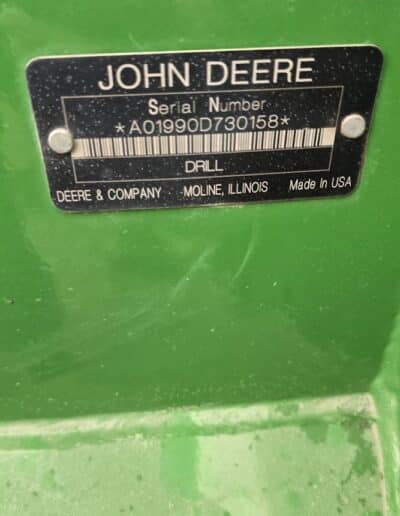 JOHN DEERE
Serial Number
*A01990D730158*
DRILL
DEERE & COMPANY MOLINE, ILLINOIS Made In USA